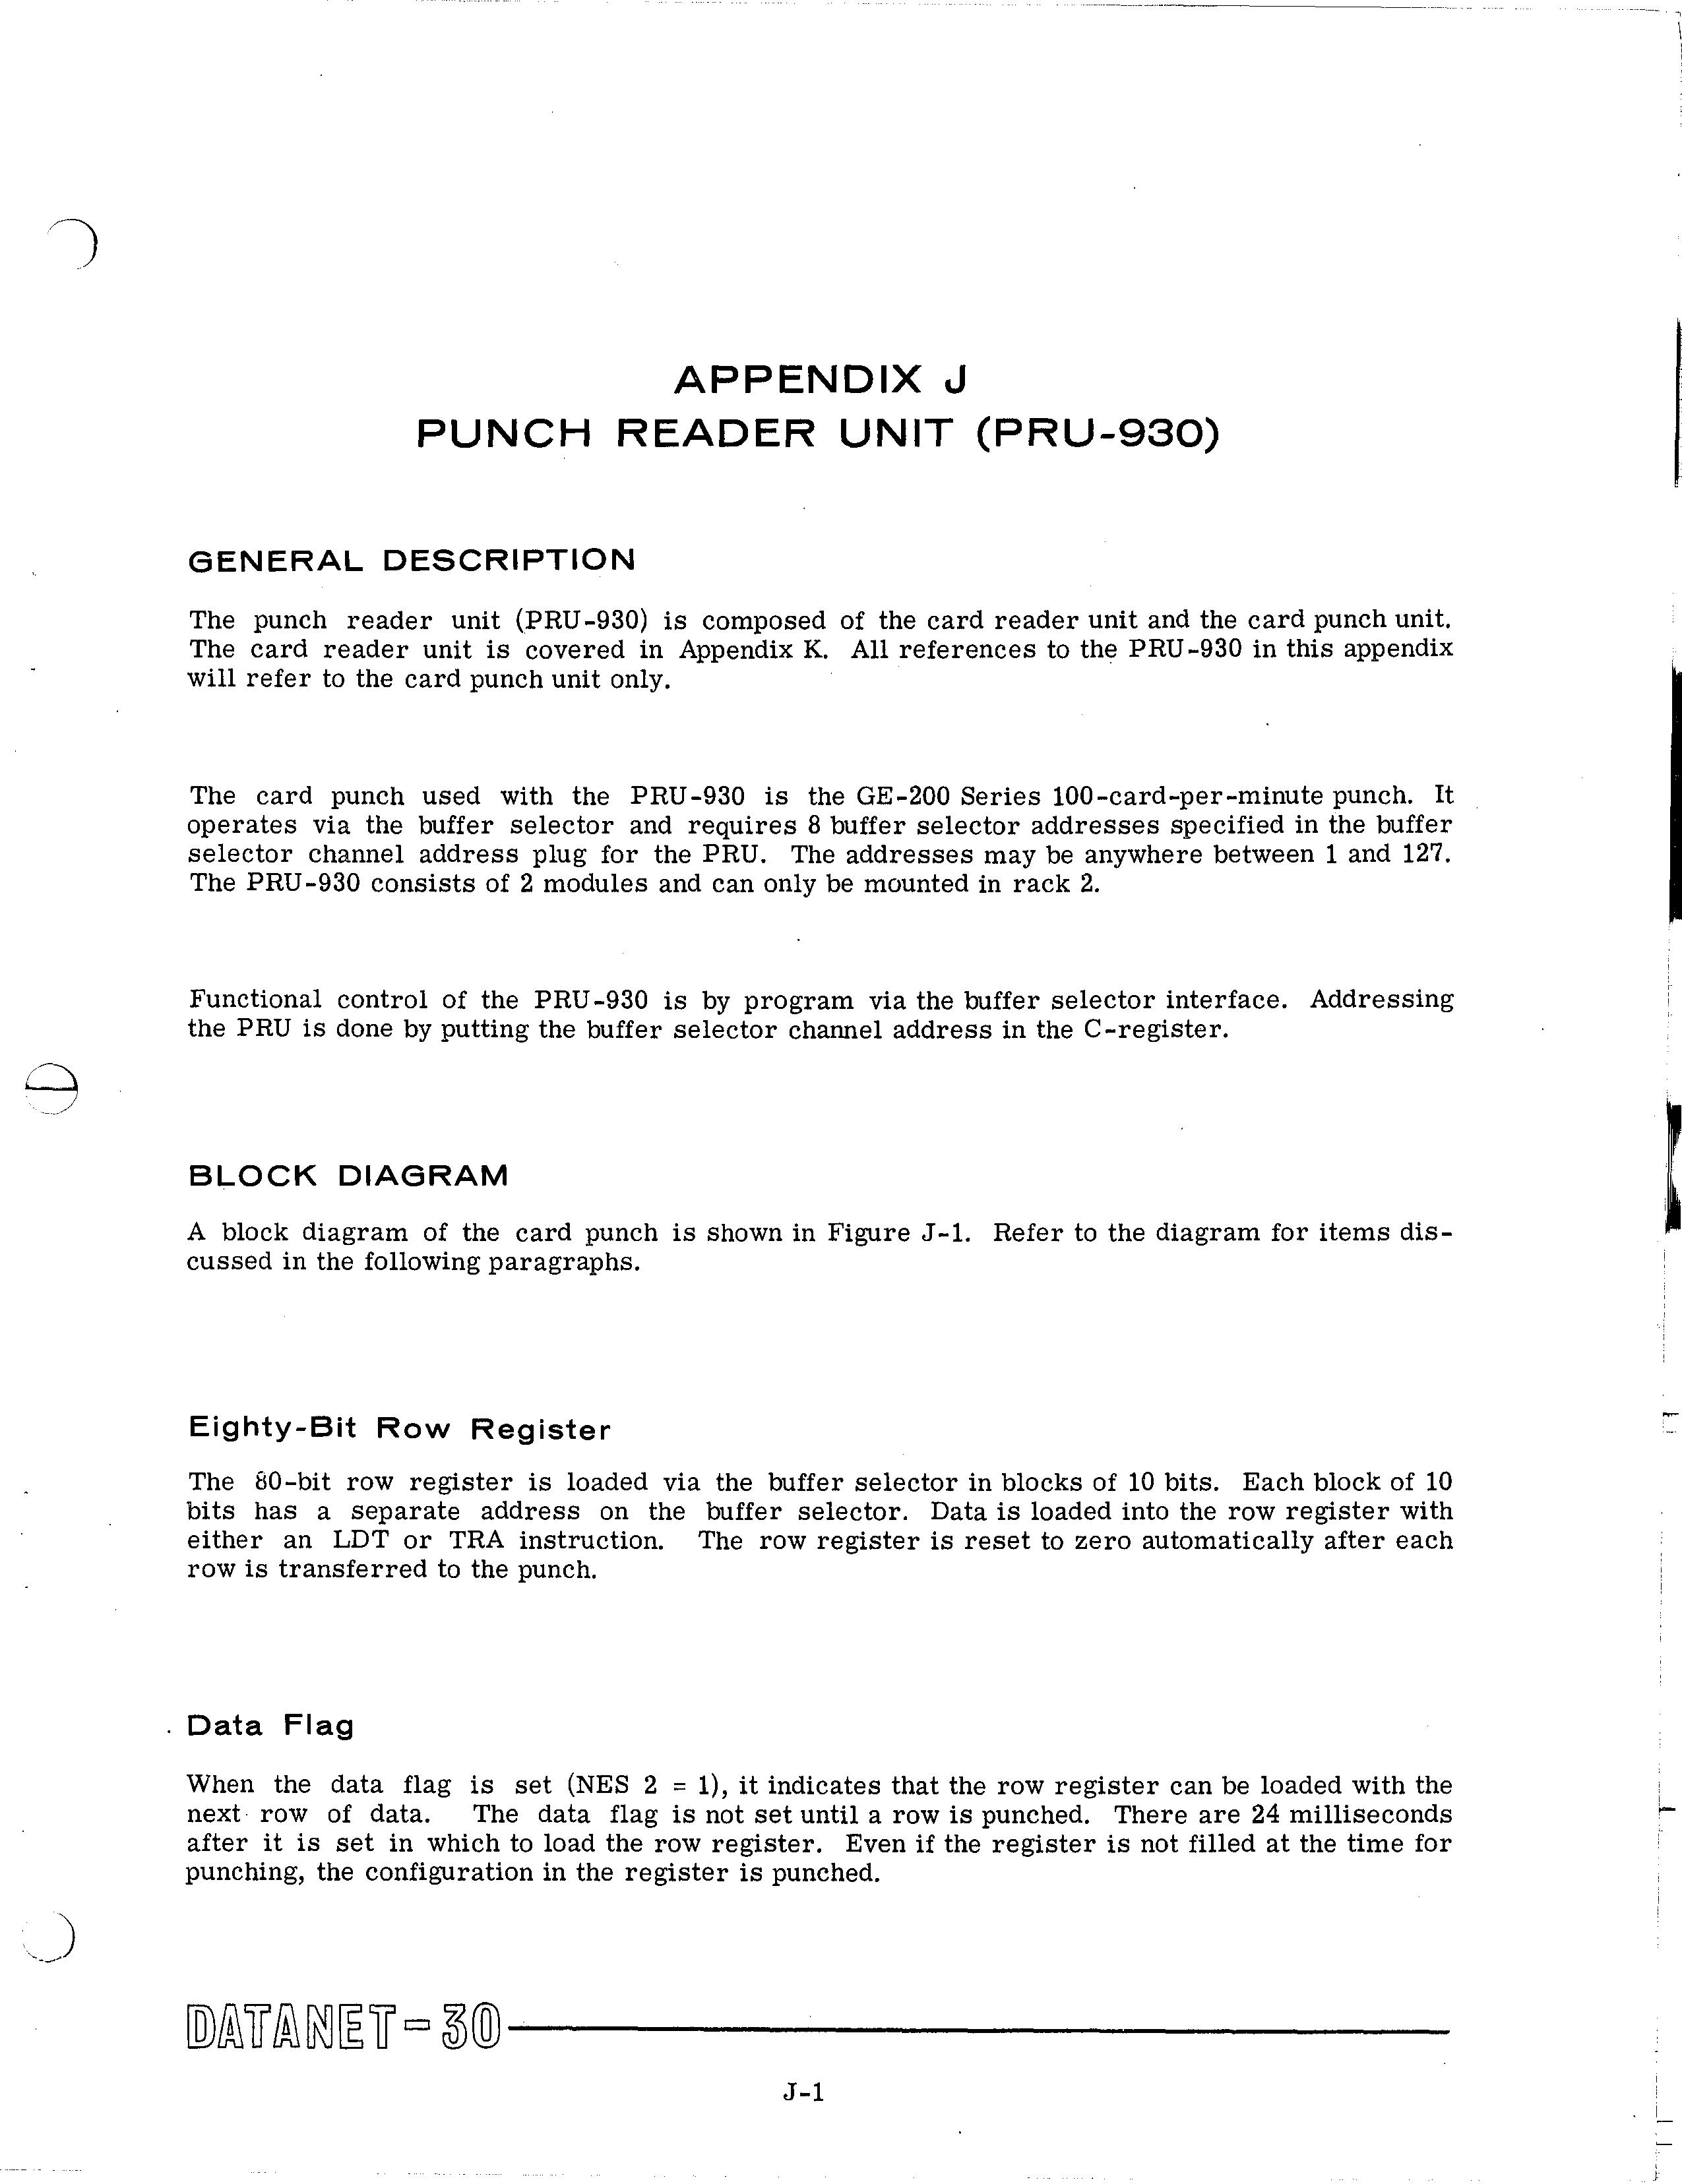 APPENDIX J
PUNCH READER UNIT (PRU-930)
GENERAL DESCRIPTION
The punch reader unit (PRU-930) is composed of the card reader unit and the card punch unit.
The card reader unit is covered in Appendix K. All references to the PRU-930 in this appendix
will refer to the card punch unit only.
The card punch used with the PRU-930 is the GE-200 Series 100-card-per-minute punch. It
operates via the buffer selector and requires 8 buffer selector addresses specified in the buffer
selector channel address plug for the PRU. The addresses may be anywhere between 1 and 127.
The PRU-930 consists of 2 modules and can only be mounted in rack 2.
Functional control of the PRU-930 is by program via the buffer selector interface. Addressing
the PRU is done by putting the buffer selector channel address in the C-register.
BLOCK DIAGRAM
A block diagram of the card punch is shown in Figure J-1. Refer to the diagram for items dis-
cussed in the following paragraphs.
Eighty-Bit Row Register
The 80-bit row register is loaded via the buffer selector in blocks of 10 bits. Each block of 10
bits has a separate address on the buffer selector. Data is loaded into the row register with
either an LDT or TRA instruction. The row register is reset to zero automatically after each
row is transferred to the punch.
Data Flag
When the data flag is set (NES 2 = 1), it indicates that the row register can be loaded with the
next row of data. The data flag is not set until a row is punched. There are 24 milliseconds
after it is set in which to load the row register. Even if the register is not filled at the time for
punching, the configuration in the register is punched.
DATANET-30
J-1